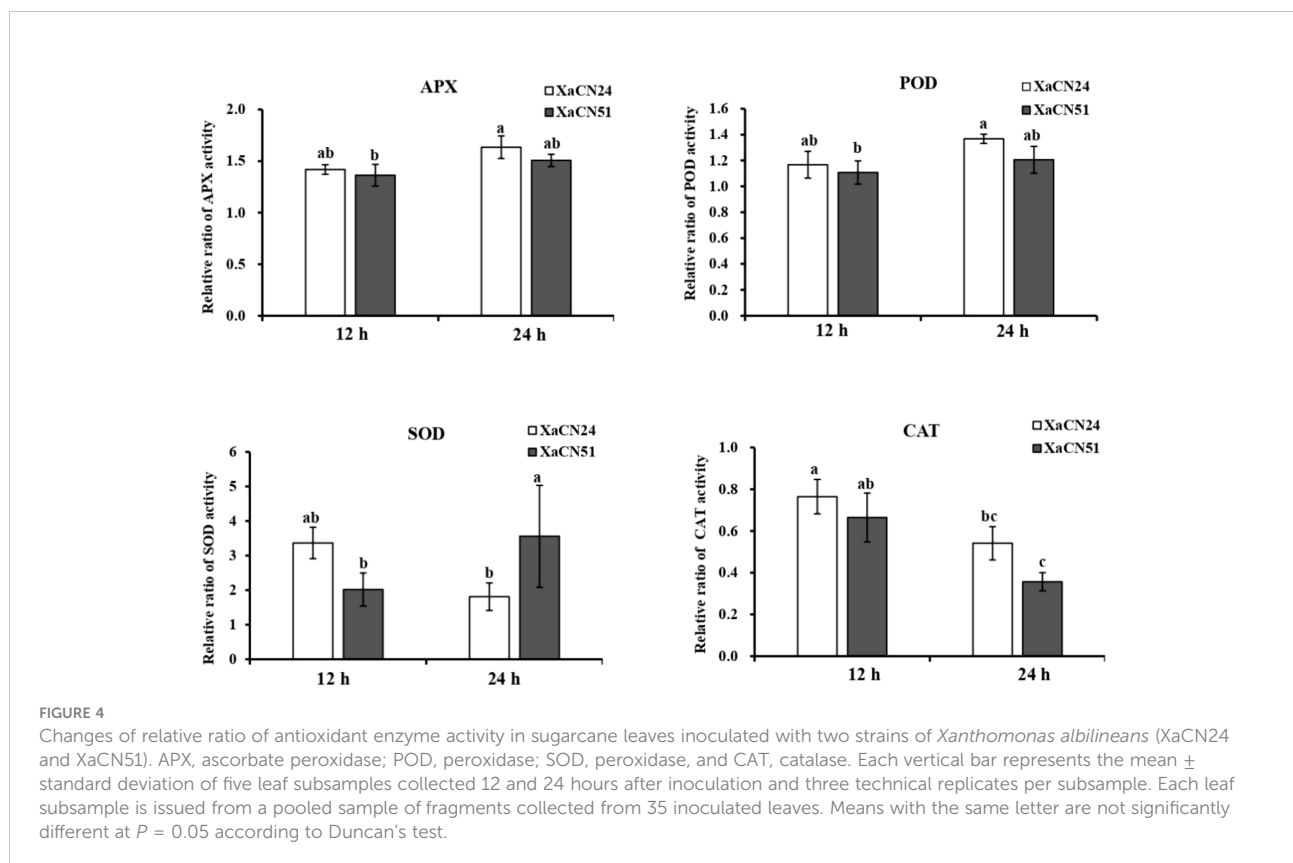 APX
XaCN24
XaCN51
Relative ratio of APX activity
2.0
1.5
1.0
0.5
0.0
ab
b
a
ab
12 h
24 h
POD
XaCN24
XaCN51
Relative ratio of POD activity
1.6
1.4
1.2
1.0
0.8
0.6
0.4
0.2
0.0
ab
b
a
ab
12 h
24 h
SOD
XaCN24
XaCN51
Relative ratio of SOD activity
6
5
4
3
2
1
0
ab
b
b
a
12 h
24 h
CAT
XaCN24
XaCN51
Relative ratio of CAT activity
1.0
0.8
0.6
0.4
0.2
0.0
a
ab
bc
c
12 h
24 h
FIGURE 4
Changes of relative ratio of antioxidant enzyme activity in sugarcane leaves inoculated with two strains of Xanthomonas albilineans (XaCN24
and XaCN51). APX, ascorbate peroxidase; POD, peroxidase; SOD, peroxidase, and CAT, catalase. Each vertical bar represents the mean ±
standard deviation of five leaf subsamples collected 12 and 24 hours after inoculation and three technical replicates per subsample. Each leaf
subsample is issued from a pooled sample of fragments collected from 35 inoculated leaves. Means with the same letter are not significantly
different at P = 0.05 according to Duncan's test.